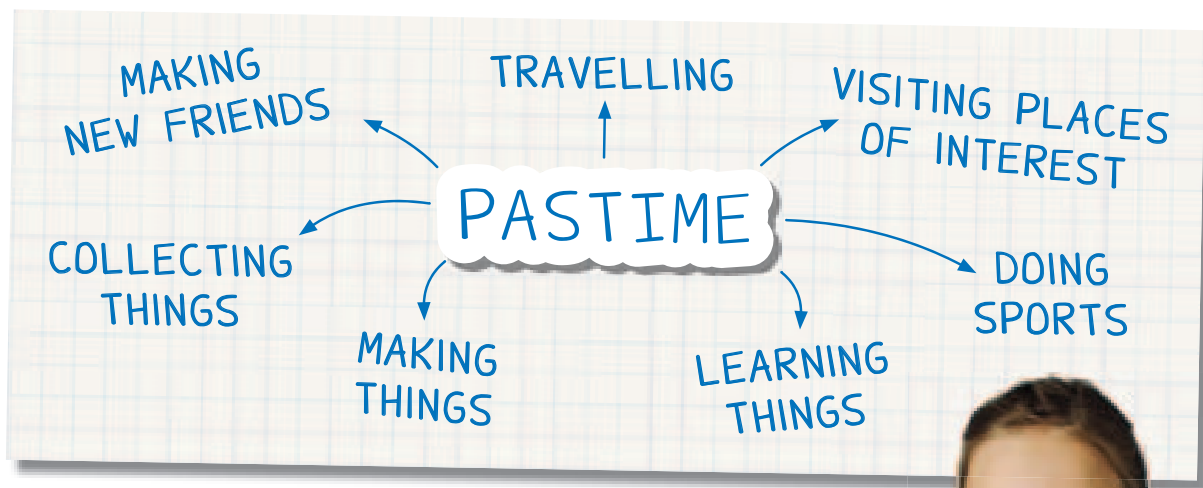 MAKING
NEW FRIENDS
TRAVELLING
VISITING PLACES
OF INTEREST
PASTIME
COLLECTING
THINGS
DOING
SPORTS
MAKING
THINGS
LEARNING
THINGS